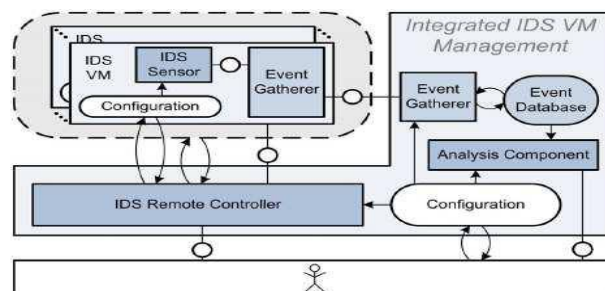 IDS
IDS
VM
IDS
Sensor
Event
Gatherer
Configuration
Integrated IDS VM
Management
Event
Gatherer
Event
Database
Analysis Component
IDS Remote Controller
Configuration